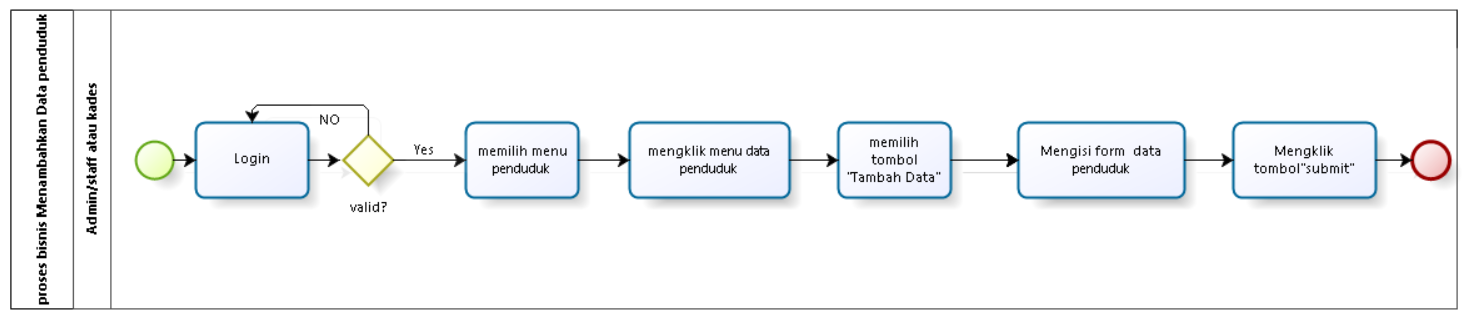 proses bisnis Menambahkan Data penduduk
Admin/staff atau kades
Login
NO
valid?
Yes
memilih menu
penduduk
mengklik menu data
penduduk
memilih
tombol
"Tambah Data"
Mengisi form  data
penduduk
Mengklik
tombol"submit"